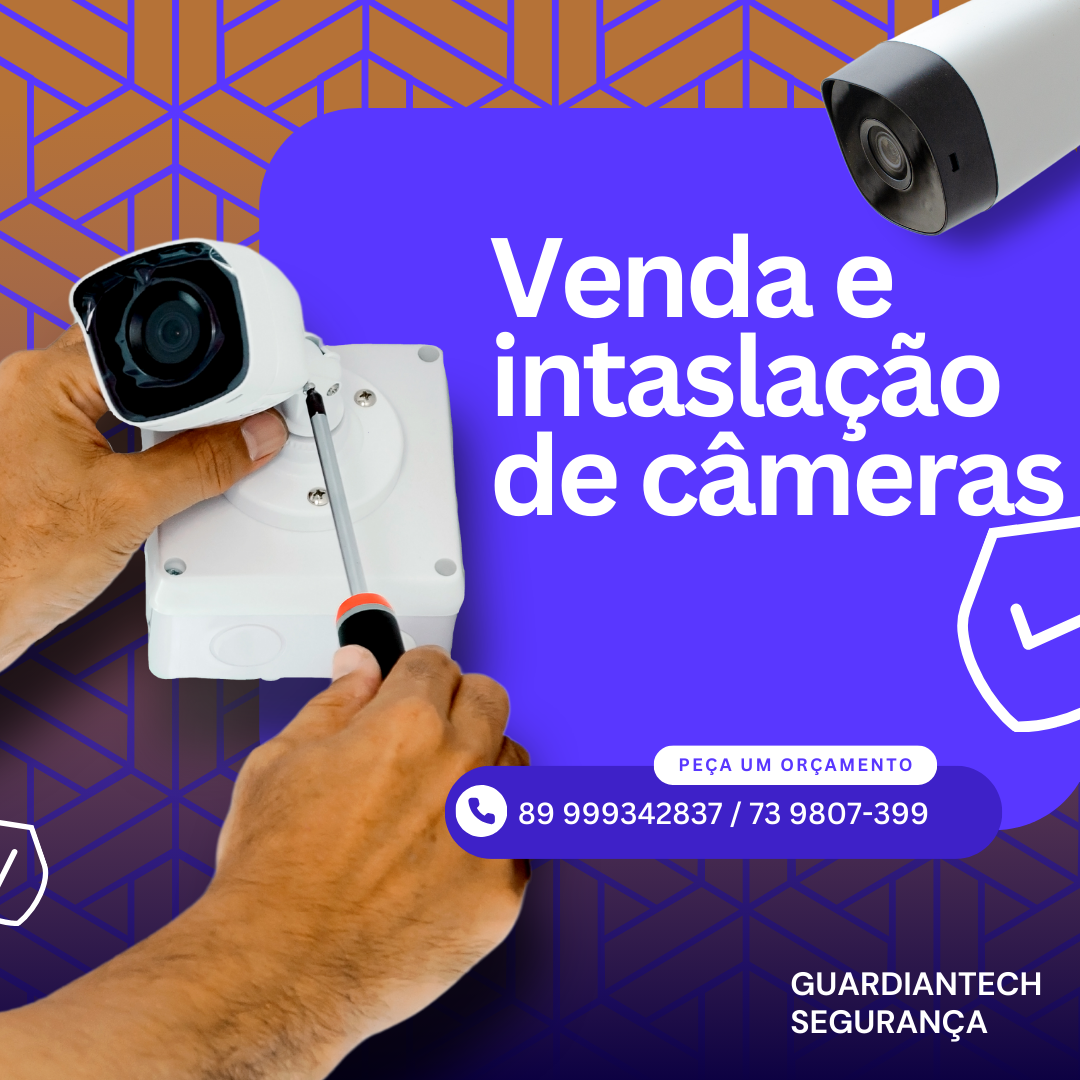 Venda e
intaslação
de câmeras
PEÇA UM ORÇAMENTO
89 999342837 / 73 9807-399
GUARDIANTECH
SEGURANÇA